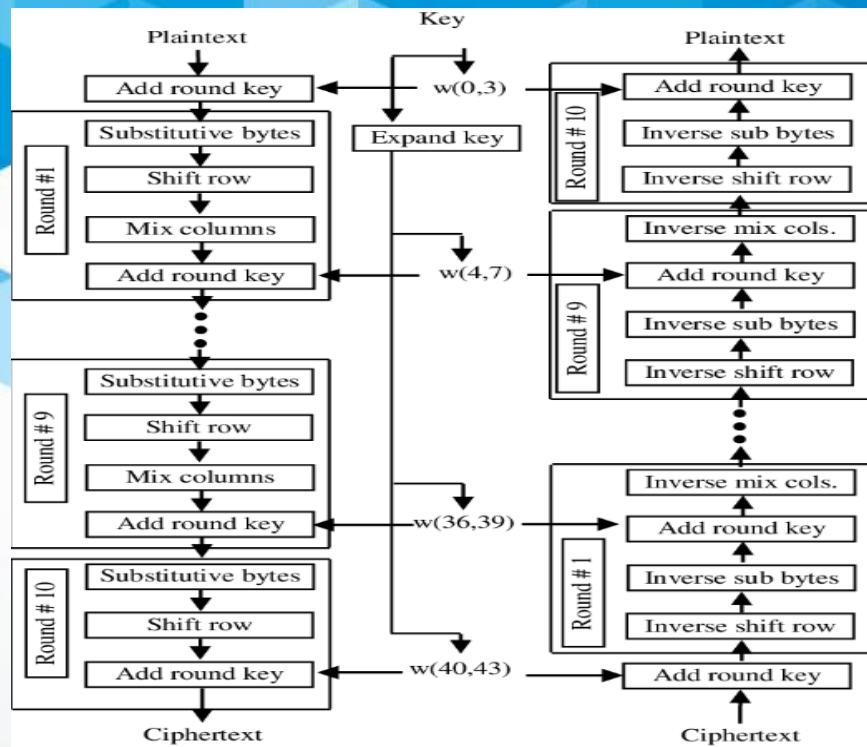 Plaintext
Add round key
Round #1
Substitutive bytes
Shift row
Mix columns
Add round key
Round # 9
Substitutive bytes
Shift row
Mix columns
Add round key
Round # 10
Substitutive bytes
Shift row
Add round key
Ciphertext
Key
w(0,3)
Expand key
w(4,7)
w(36,39)
w(40,43)
Plaintext
Add round key
Round # 10
Inverse sub bytes
Inverse shift row
Inverse mix cols.
Add round key
Round # 9
Inverse sub bytes
Inverse shift row
Inverse mix cols.
Add round key
Round # 1
Inverse sub bytes
Inverse shift row
Add round key
Ciphertext